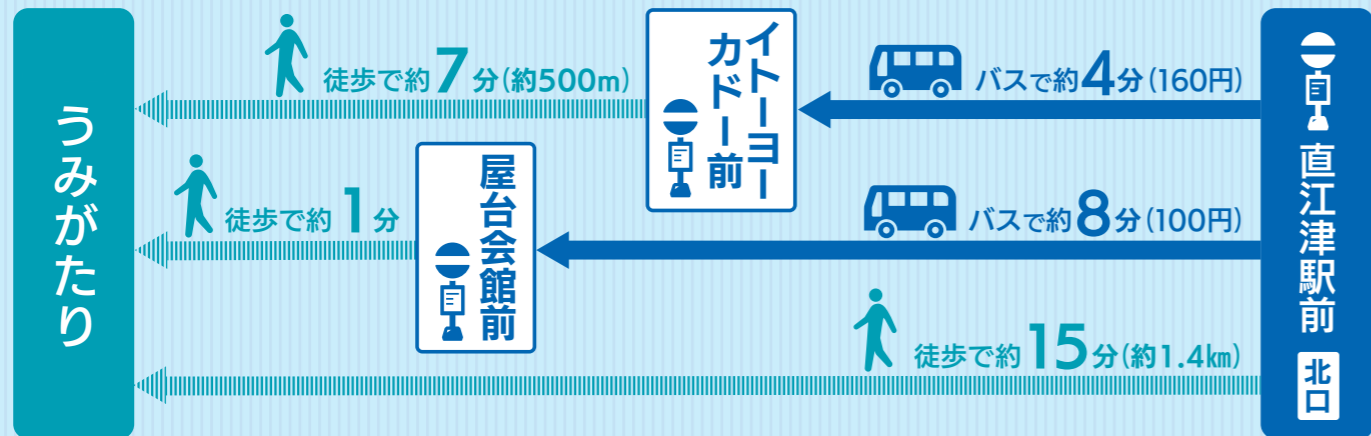 うみがたり
徒歩で約7分(約500m)
イトーヨー
カドー前
バスで約4分(160円)
徒歩で約1分
屋台会館前
バスで約8分(100円)
徒歩で約15分(約1.4㎞)
直江津駅前
北口